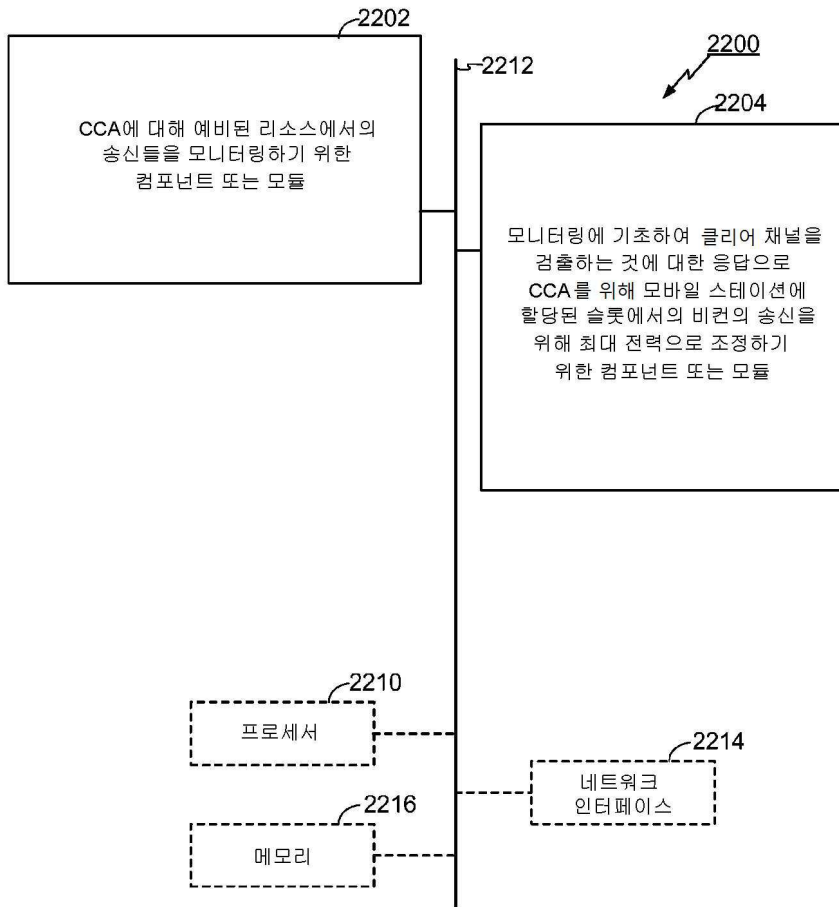 2202
CCA에 대해 예비된 리소스에서의
송신들을 모니터링하기 위한
컴포넌트 또는 모듈
2212
2200
2204
모니터링에 기초하여 클리어 채널을
검출하는 것에 대한 응답으로
CCA를 위해 모바일 스테이션에
할당된 슬롯에서의 비컨의 송신을
위해 최대 전력으로 조정하기
위한 컴포넌트 또는 모듈
2210
프로세서
2214
네트워크
인터페이스
2216
메모리